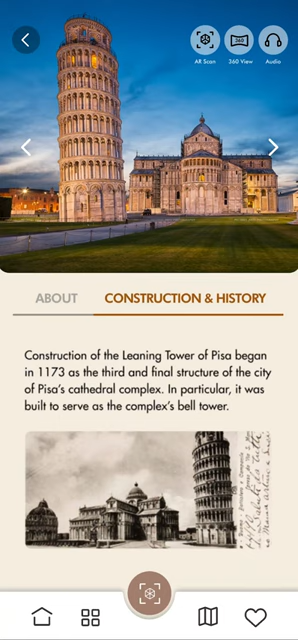 AR Scan
360
360 View
Audio
ABOUT
CONSTRUCTION & HISTORY
Construction of the Leaning Tower of Pisa began
in 1173 as the third and final structure of the city
of Pisa's cathedral complex. In particular, it was
built to serve as the complex's bell tower.